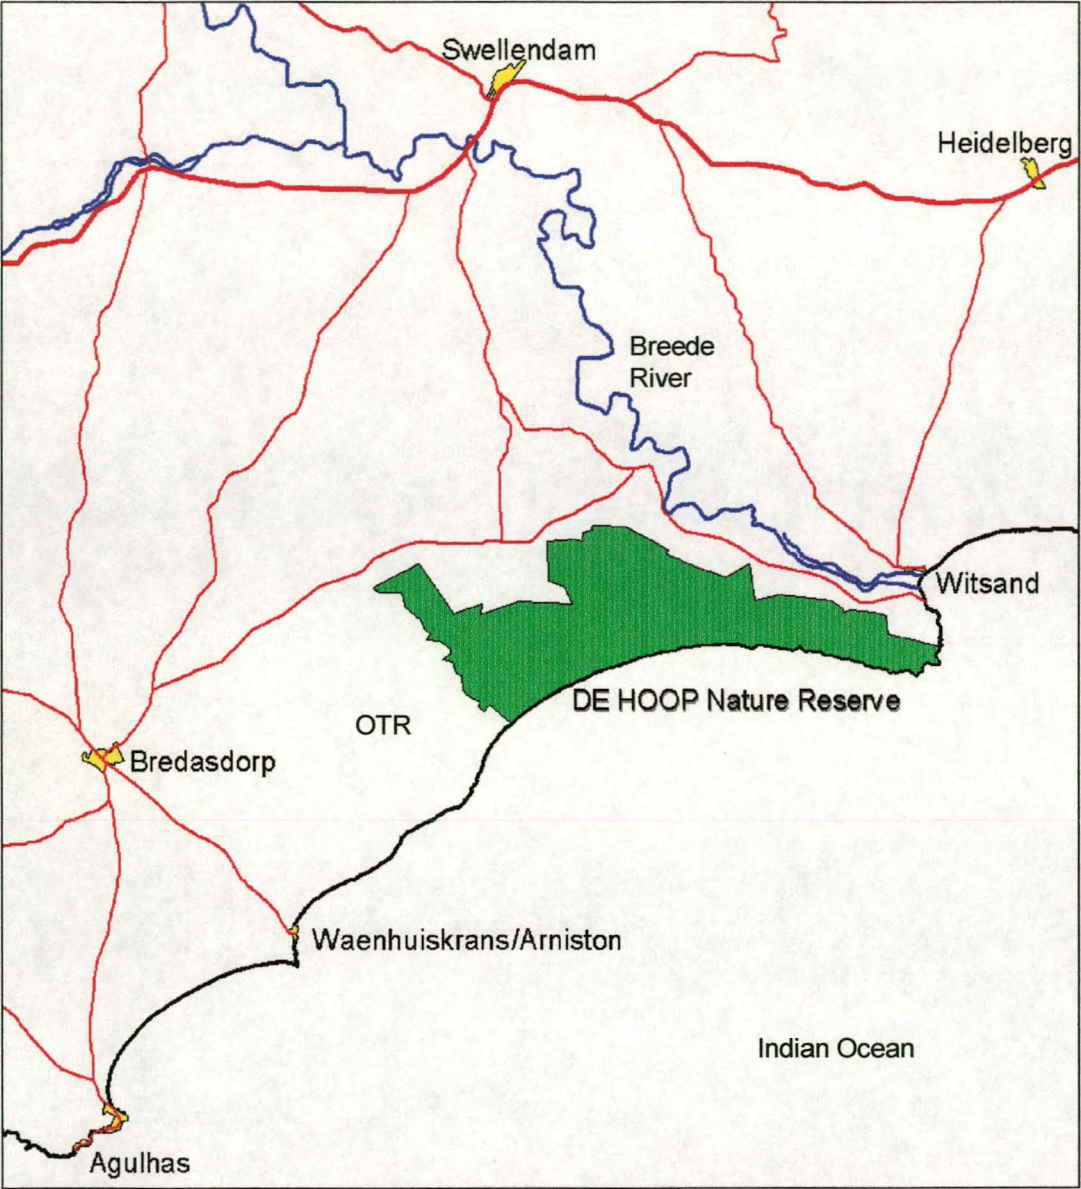 Swellendam
Heidelberg
Breede
River
Witsand
DE HOOP Nature Reserve
OTR
Bredasdorp
Waenhuiskrans/Arniston
Indian Ocean
Agulhas